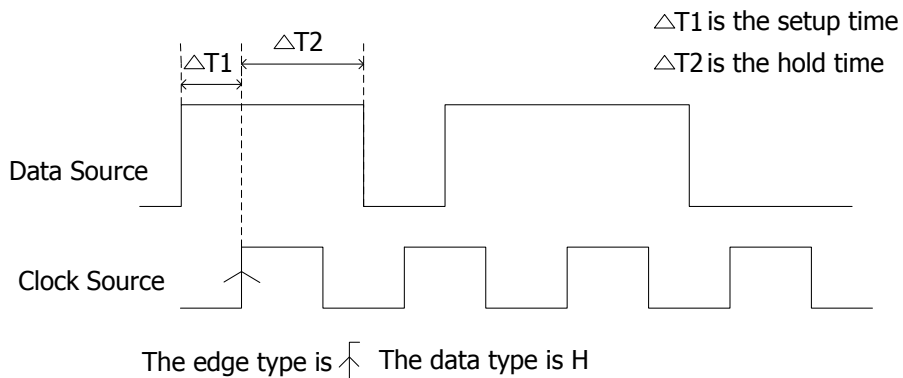 △T1 is the setup time
△T2
△T1
△T2 is the hold time
Data Source
Clock Source
The edge type is The data type is H